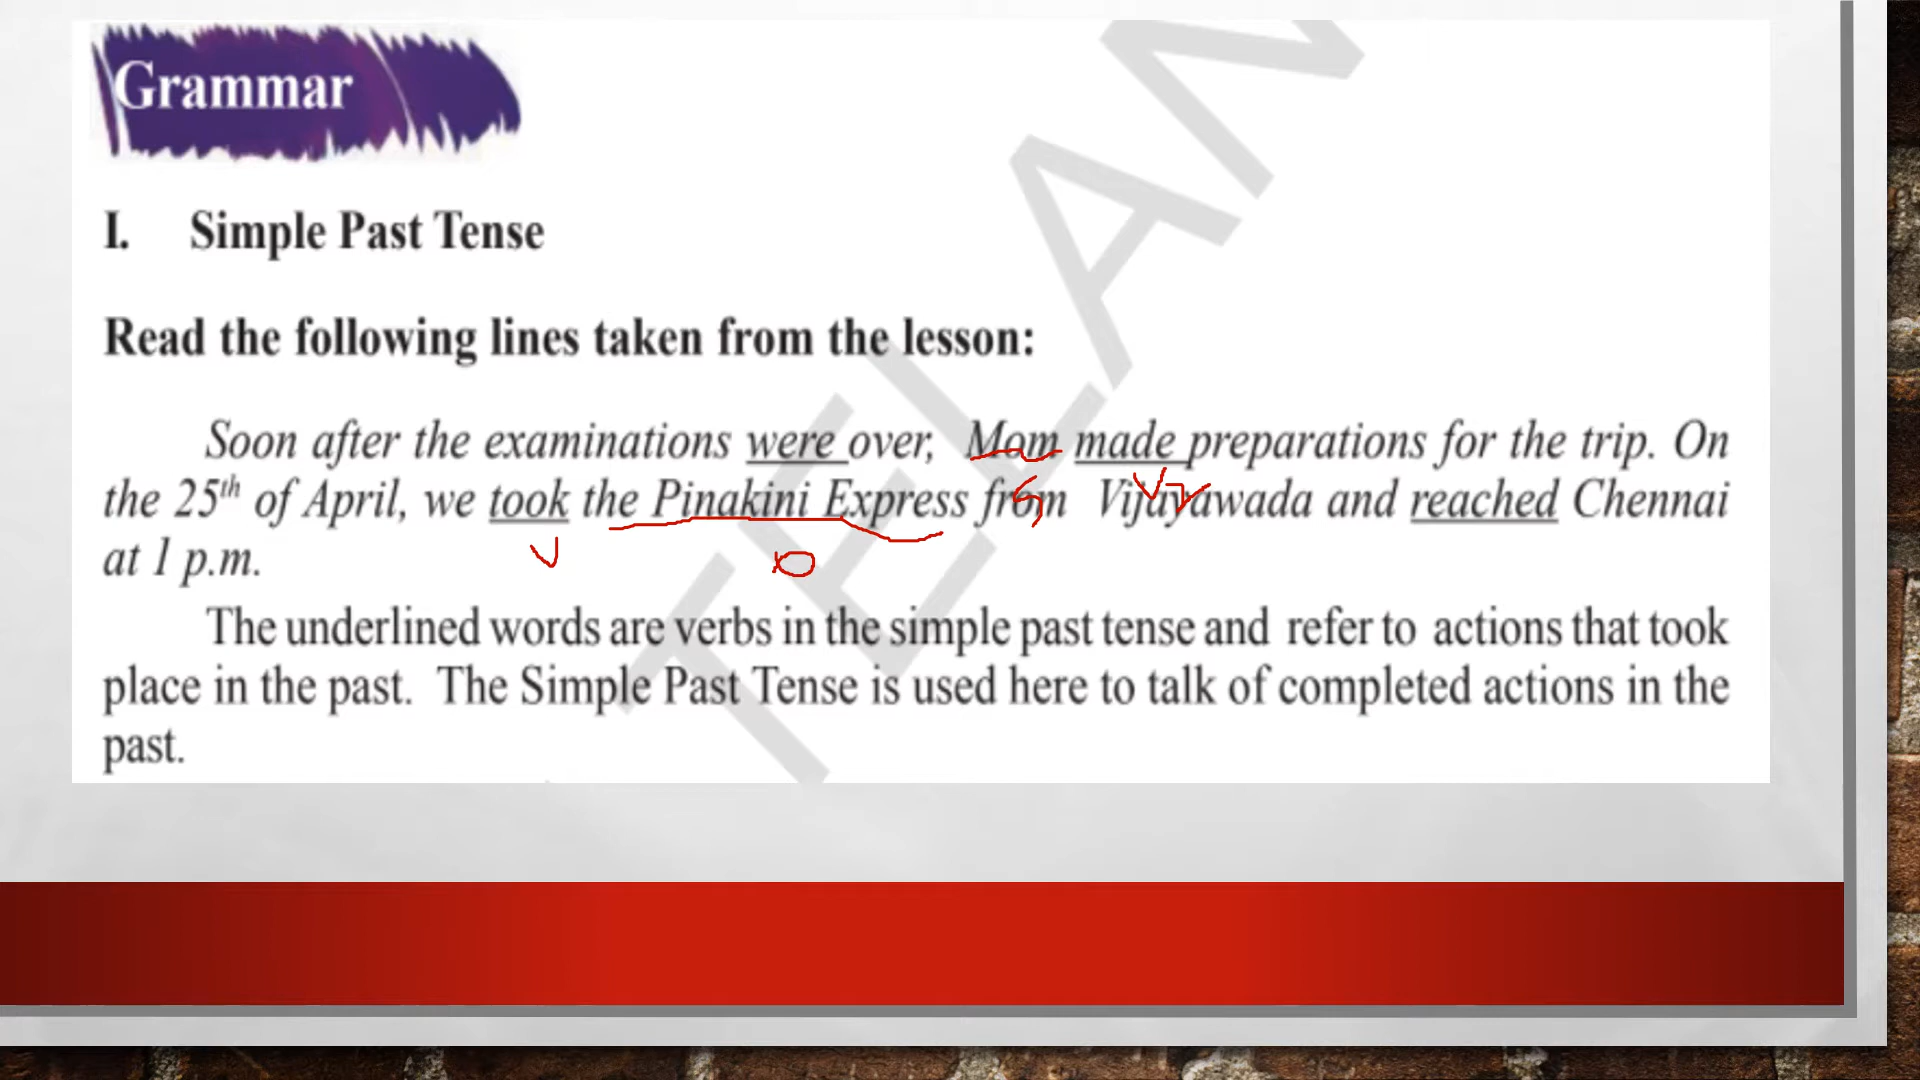 Grammar
I. Simple Past Tense
Read the following lines taken from the lesson:
Soon after the examinations were over, Mom made preparations for the trip. On
the 25th of April, we took the Pinakini Express from Vijayawada and reached Chennai
S V2
at 1 p.m.
V O
The underlined words are verbs in the simple past tense and refer to actions that took
place in the past. The Simple Past Tense is used here to talk of completed actions in the
past.
TELAN